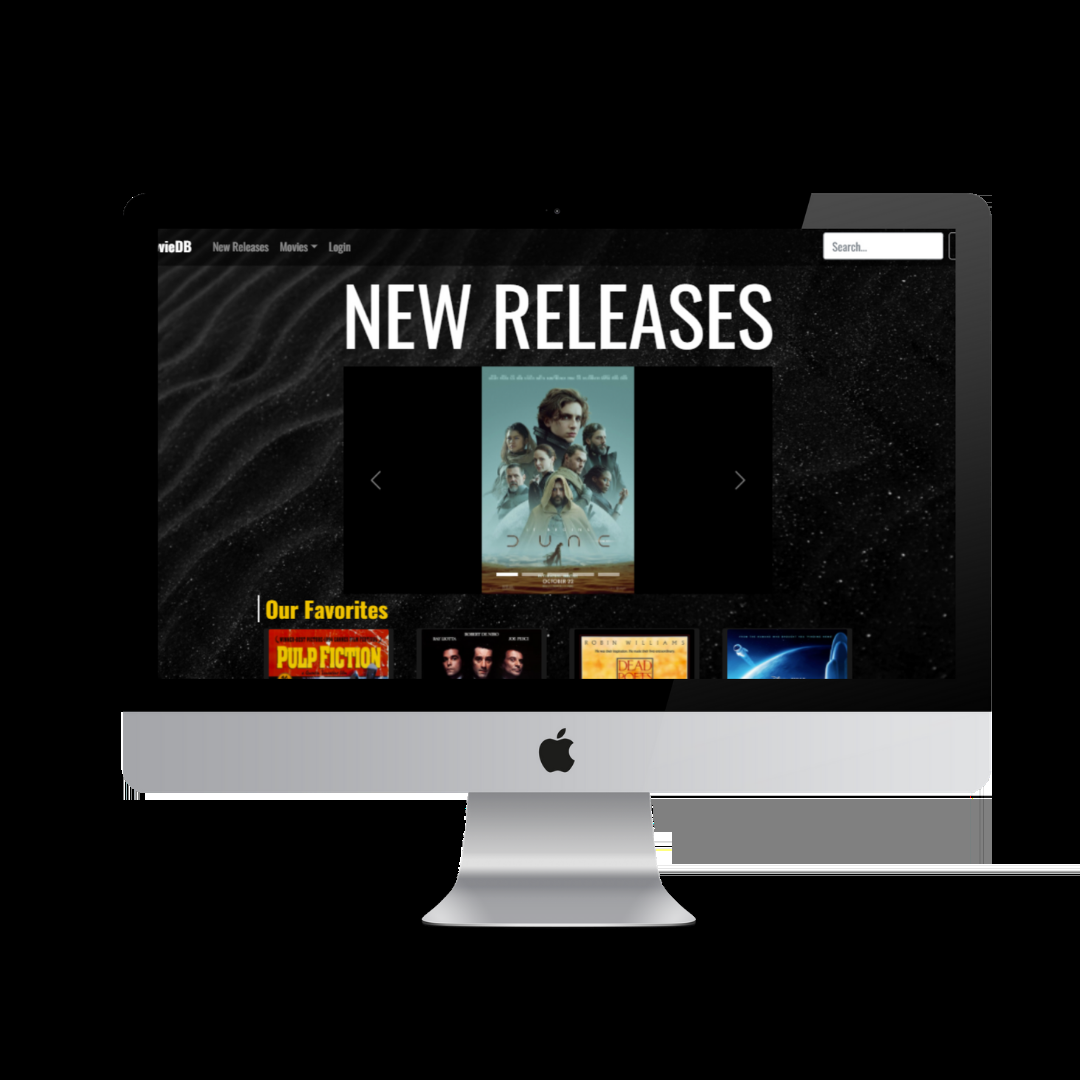 vieDB
New Releases
Movies
Login
Search...
NEW RELEASES
DUNE
OCTOBER 22
Our Favorites
PULP FICTION
RAY LIOTTA
ROBERT DE NIRO
JOE PESCI
ROBIN WILLIAMS
DEAD
POETS